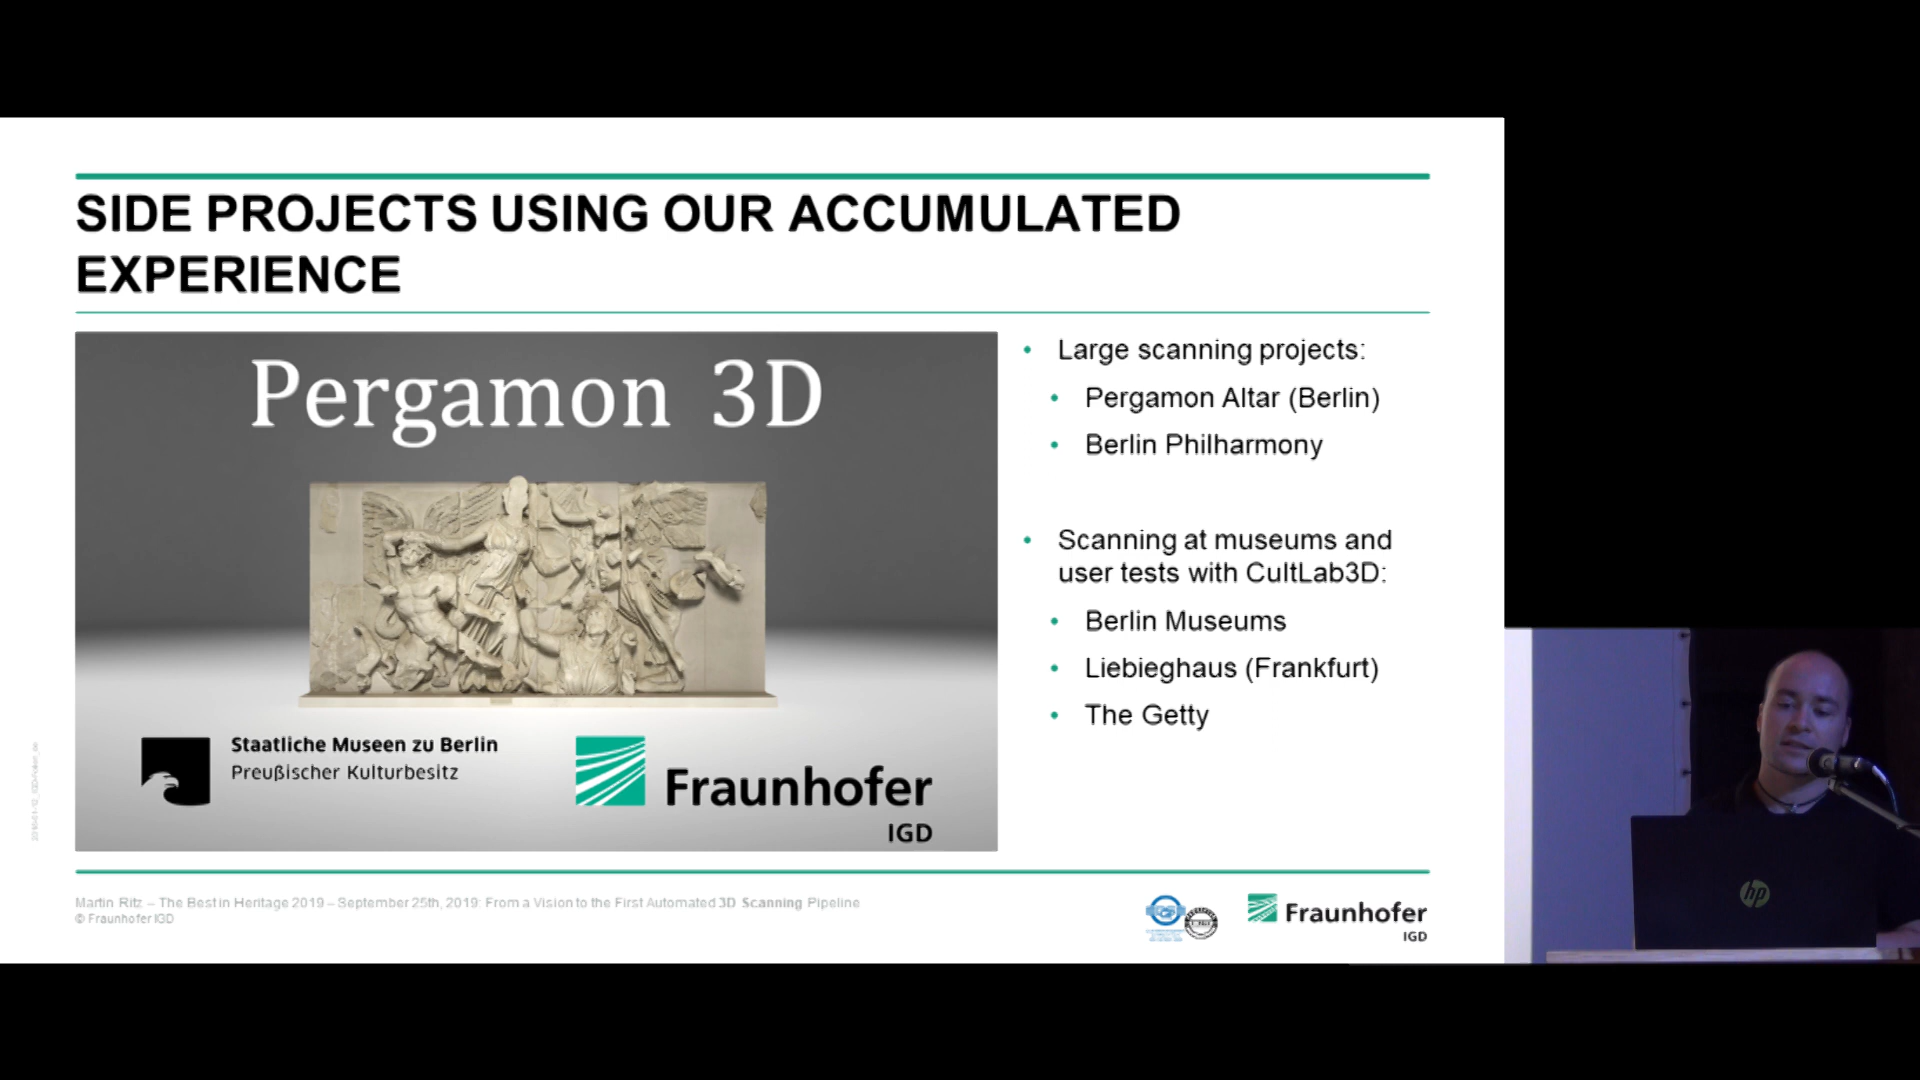 SIDE PROJECTS USING OUR ACCUMULATED
EXPERIENCE
Pergamon 3D
Staatliche Museen zu Berlin
Preußischer Kulturbesitz
Fraunhofer
IGD
• Large scanning projects:
• Pergamon Altar (Berlin)
• Berlin Philharmony
• Scanning at museums and
user tests with CultLab3D:
• Berlin Museums
• Liebieghaus (Frankfurt)
• The Getty
Martin Ritz – The Best in Heritage 2019 – September 25th, 2019: From a Vision to the First Automated 3D Scanning Pipeline
© Fraunhofer IGD
Fraunhofer
IGD
hp